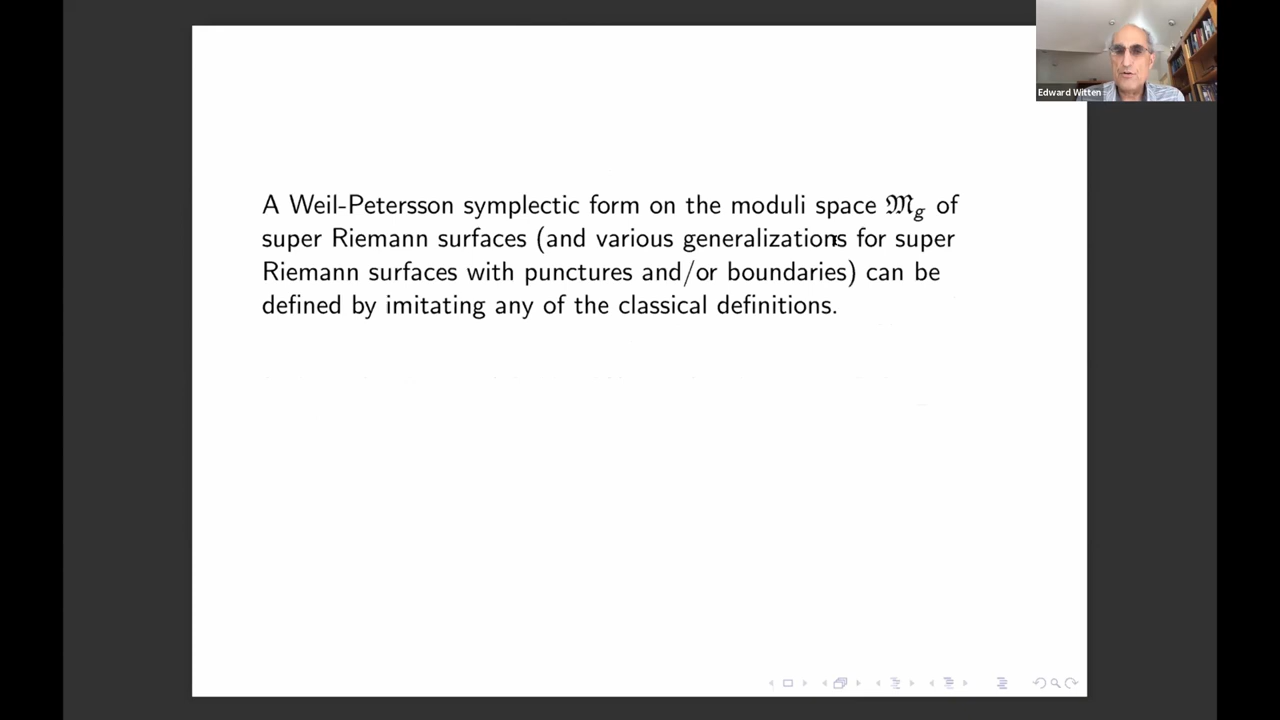 Edward Witten
A Weil-Petersson symplectic form on the moduli space 𝔐_g of
super Riemann surfaces (and various generalizations for super
Riemann surfaces with punctures and/or boundaries) can be
defined by imitating any of the classical definitions.